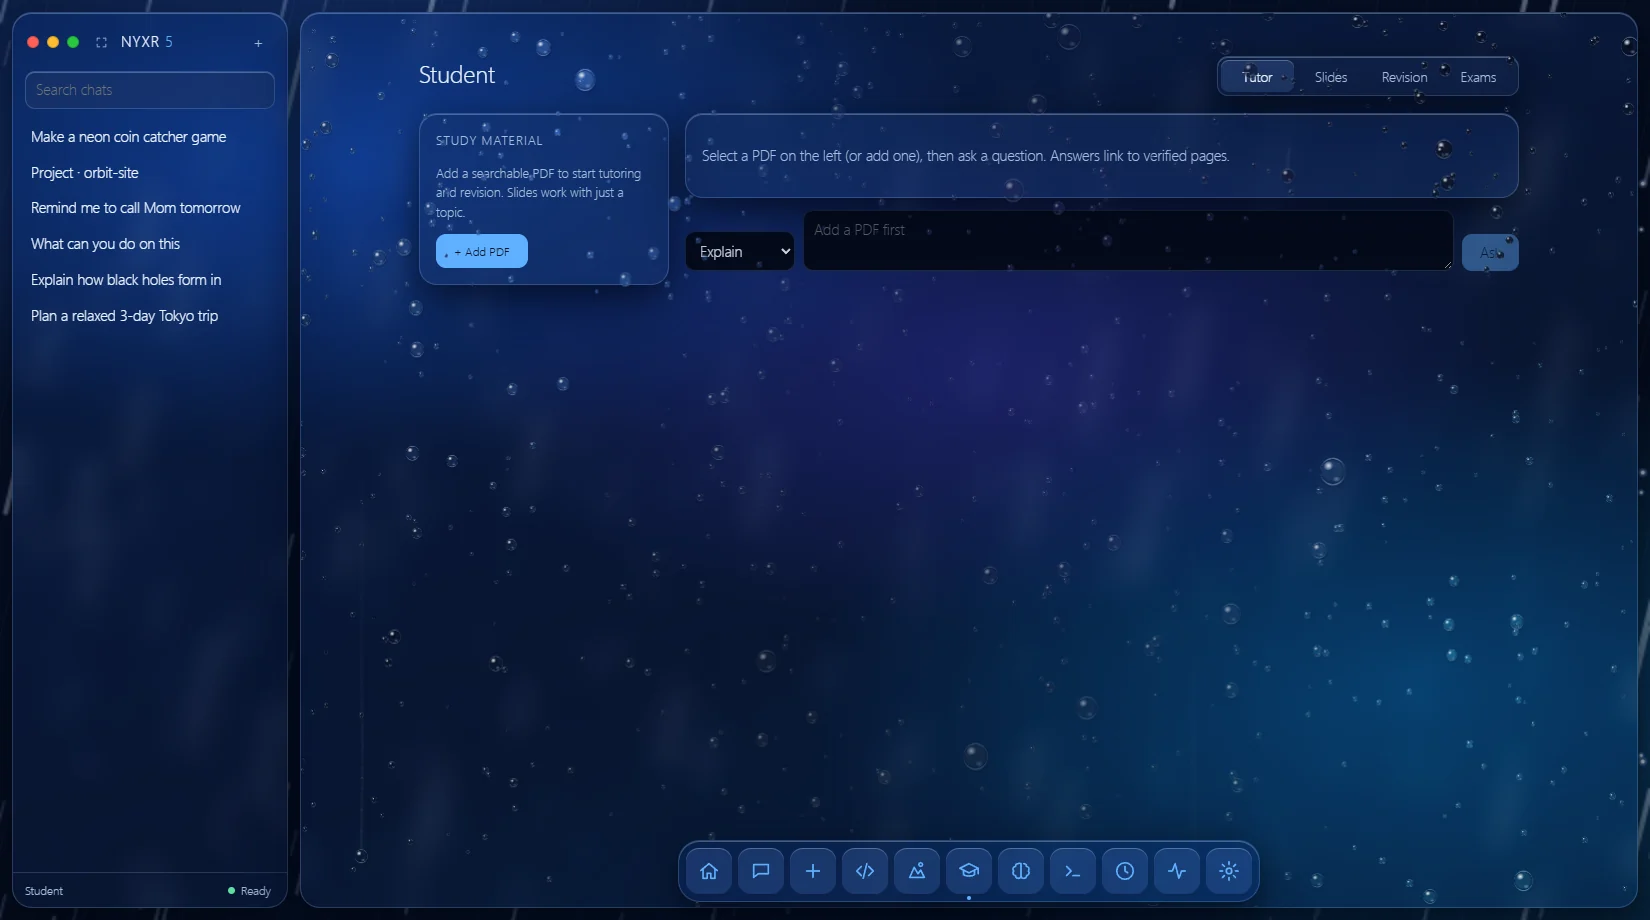 NYXR 5
+
Search chats
Make a neon coin catcher game
Project · orbit-site
Remind me to call Mom tomorrow
What can you do on this
Explain how black holes form in
Plan a relaxed 3-day Tokyo trip
Student
Ready
Student
Tutor
Slides
Revision
Exams
STUDY MATERIAL
Add a searchable PDF to start tutoring
and revision. Slides work with just a
topic.
+ Add PDF
Select a PDF on the left (or add one), then ask a question. Answers link to verified pages.
Explain
Add a PDF first
Ask